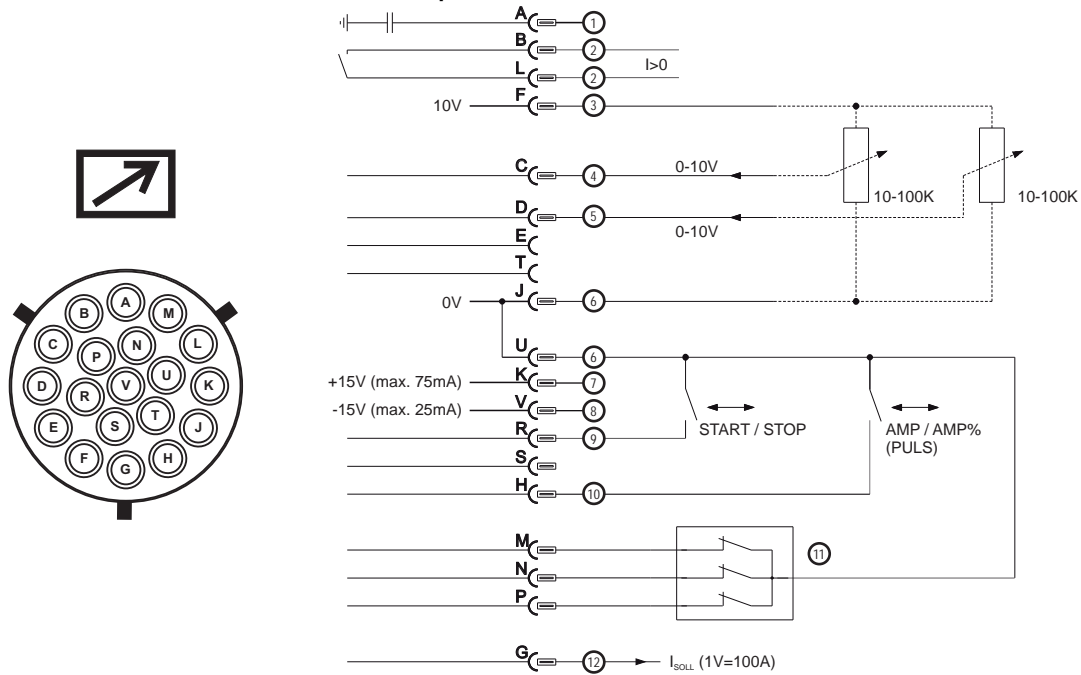 A 1
B 2
I>0
L 2
10V F 3
C 4 0-10V
10-100K 10-100K
D 5
0-10V
E
T
0V J 6
U 6
+15V (max. 75mA) K 7
-15V (max. 25mA) V 8
R 9 START / STOP AMP / AMP%
(PULS)
S
H 10
M 11
N
P
G 12 I SOLL (1V=100A)
A
B M
C N L
P
U
D V K
R
T
E S J
F H
G